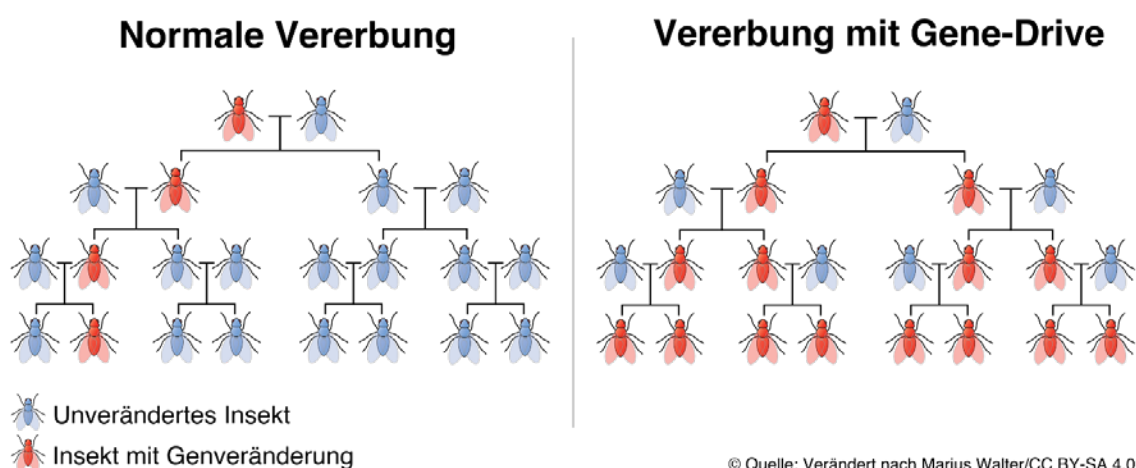 Normale Vererbung
Vererbung mit Gene-Drive
Unverändertes Insekt
Insekt mit Genveränderung
© Quelle: Verändert nach Marius Walter/CC BY-SA 4.0